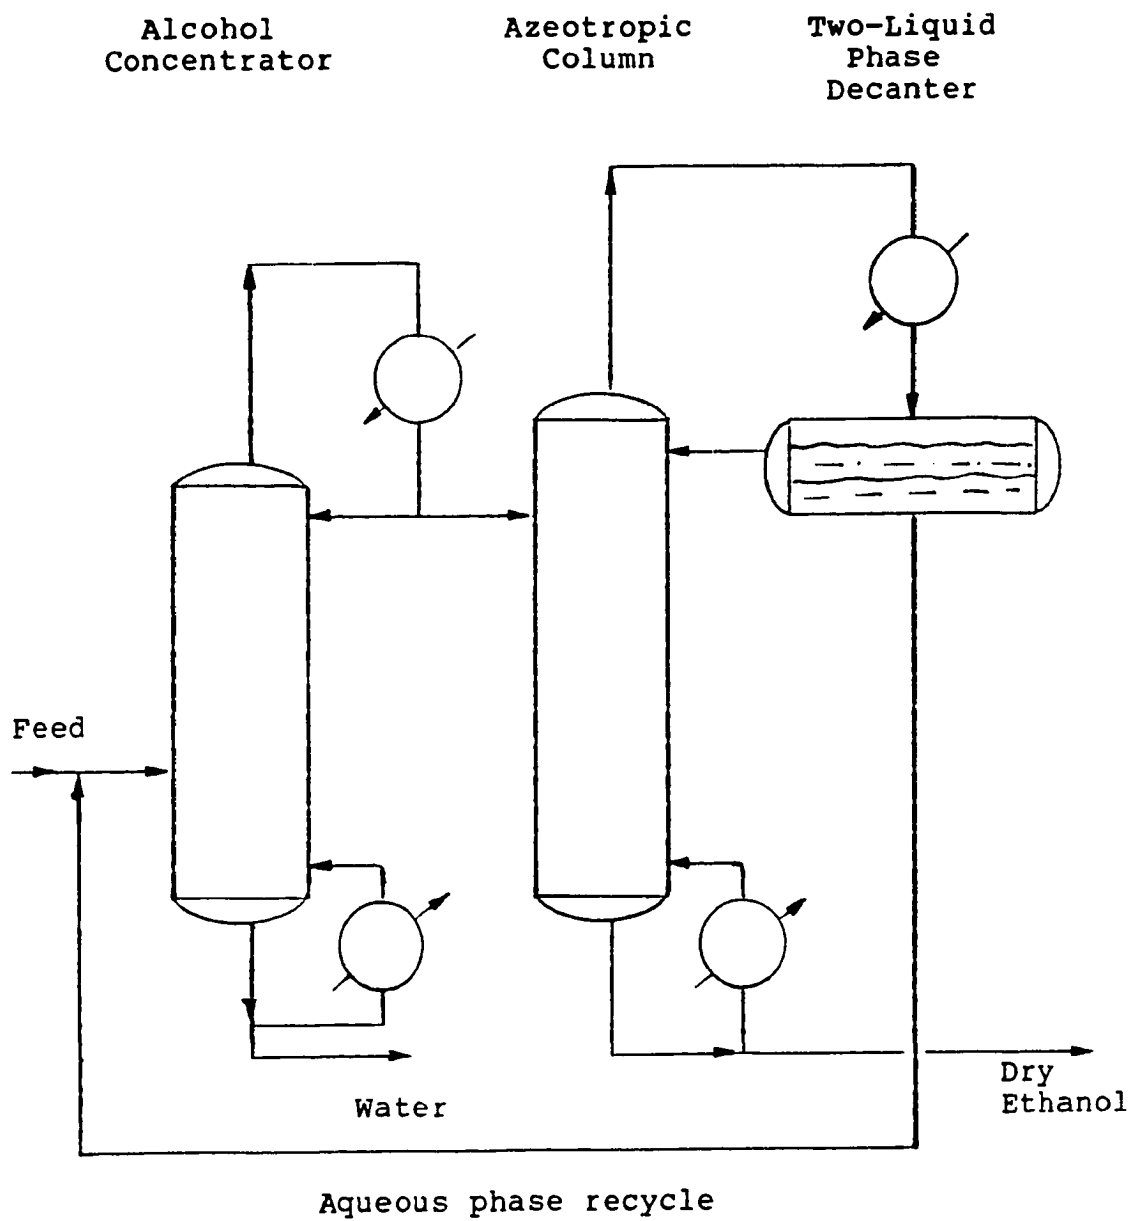 Alcohol
Concentrator
Azeotropic
Column
Two-Liquid
Phase
Decanter
Feed
Water
Dry
Ethanol
Aqueous phase recycle